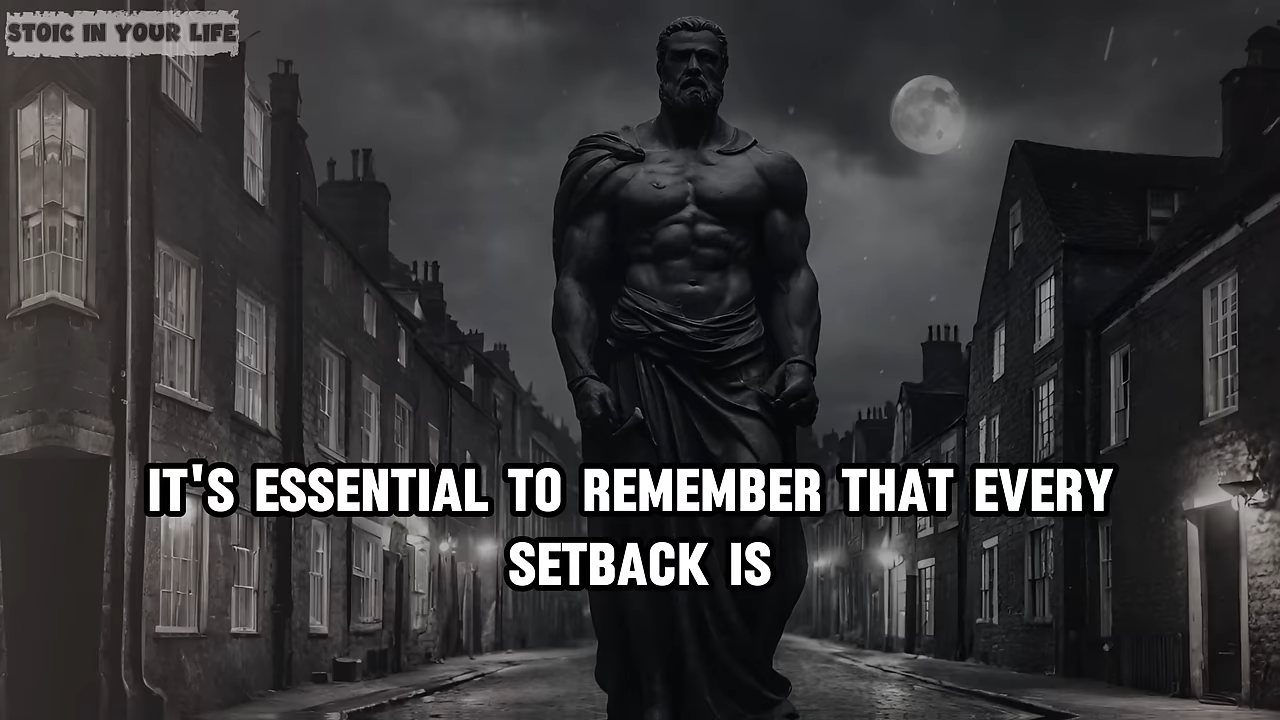 STOIC IN YOUR LIFE
IT'S ESSENTIAL TO REMEMBER THAT EVERY
SETBACK IS